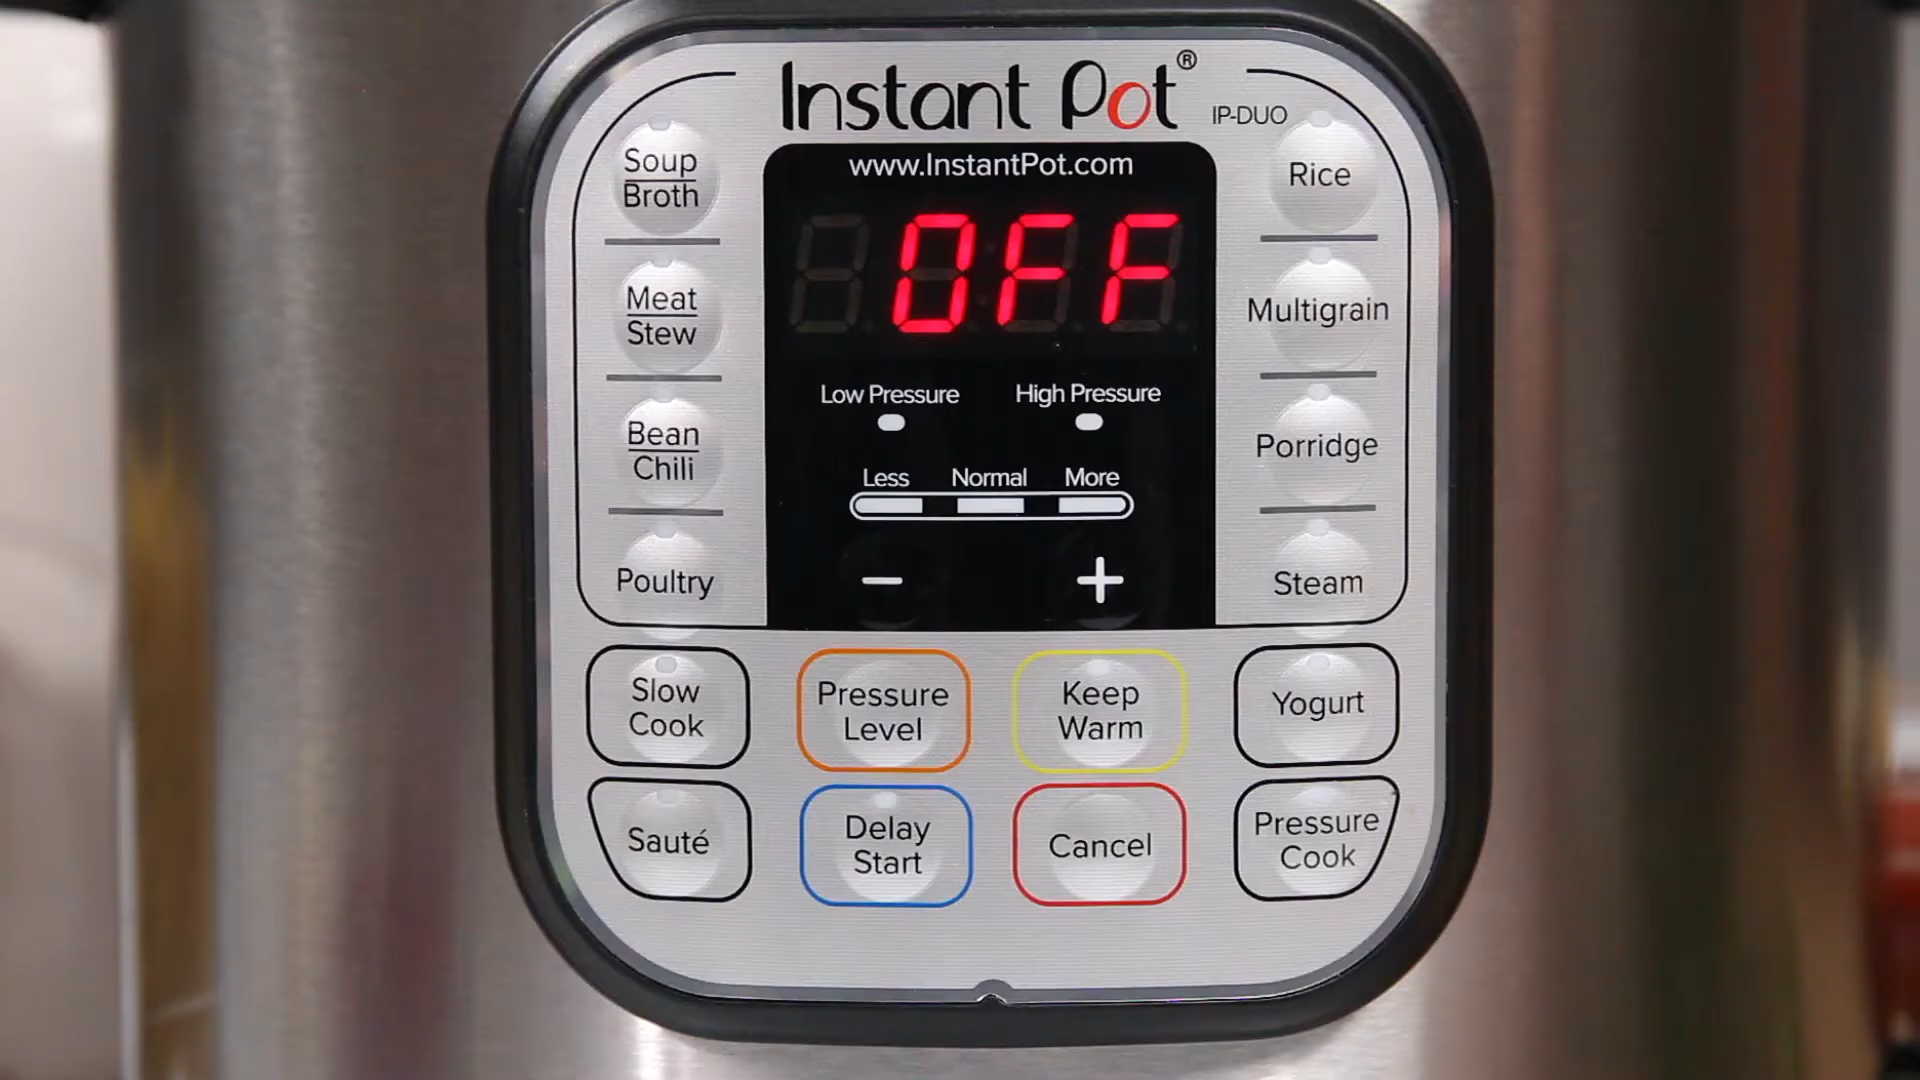 Instant Pot®
IP-DUO
www.InstantPot.com
OFF
Soup
Broth
Meat
Stew
Bean
Chili
Poultry
Low Pressure
High Pressure
Less
Normal
More
−
+
Rice
Multigrain
Porridge
Steam
Slow
Cook
Pressure
Level
Keep
Warm
Yogurt
Sauté
Delay
Start
Cancel
Pressure
Cook